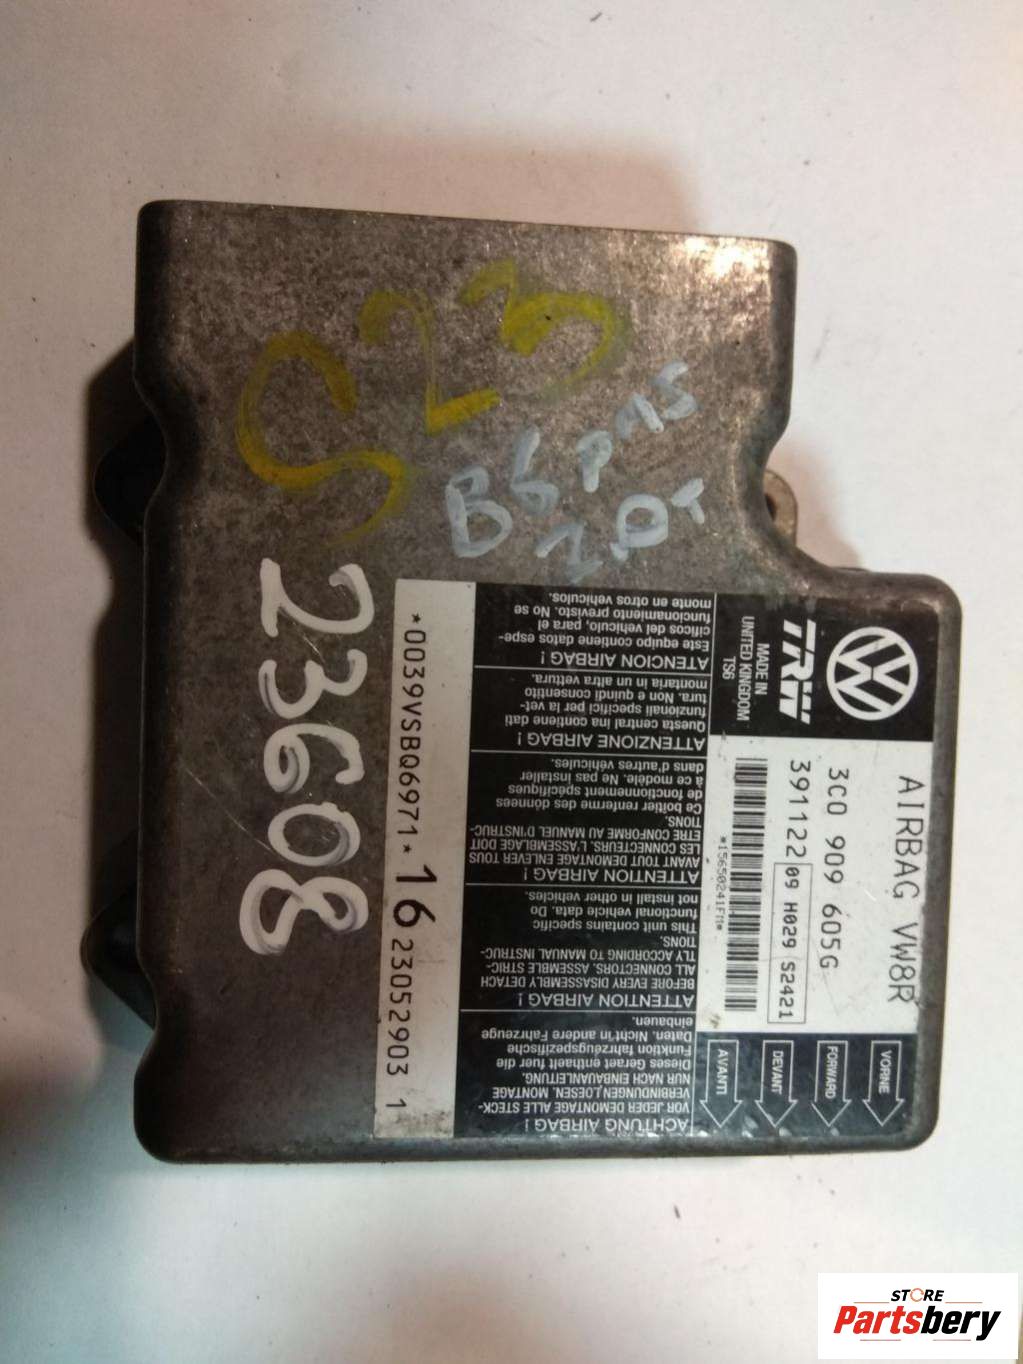 S23
B6 pas
2.0T
23608
*0039VSBQ6971*
16
2305 2903 1
VW
AIRBAG VW8R
3C0 909 605G
391122
09 H029 S2421
*15650241FM*
TRW
MADE IN
UNITED KINGDOM
TS6
VORNE
FORWARD
DEVANT
AVANTI
ATENCION AIRBAG !
Este equipo contiene datos espe-
cificos del vehiculo, para el
funcionamiento previsto. No se
monte en otros vehiculos.
ATTENZIONE AIRBAG !
Questa central ina contiene dati
funzionali specifici per la vet-
tura. Non e quindi consentito
montarla in un altra vettura.
ATTENTION AIRBAG !
AVANT TOUT ENLEVER DEMONTAGE TOUS
LES CONNECTEURS. L'ASSEMBLAGE DOIT
ETRE CONFORME AU MANUEL D'INSTRUC-
TIONS.
Ce boitier renferme des données
de fonctionnement spécifiques
à ce modèle. Ne pas installer
dans d'autres véhicules.
ATTENTION AIRBAG !
BEFORE EVERY DISASSEMBLY DETACH
ALL CONNECTORS. ASSEMBLE STRIC-
TLY ACCORDING TO MANUAL INSTRUC-
TIONS.
This unit contains specific
functional vehicle data. Do
not install in other vehicles.
ACHTUNG AIRBAG !
VOR JEDER DEMONTAGE ALLE STECK-
VERBINDUNGEN LOESEN. MONTAGE
NUR NACH EINBAUANLEITUNG.
Dieses Geraet enthaelt fuer die
Funktion fahrzeugspezifische
Daten. Nicht in andere Fahrzeuge
einbauen.
STORE
Partsbery